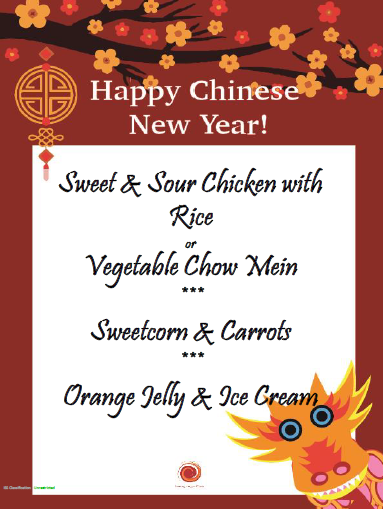 Happy Chinese
New Year!
Sweet & Sour Chicken with
Rice
or
Vegetable Chow Mein
***
Sweetcorn & Carrots
***
Orange Jelly & Ice Cream